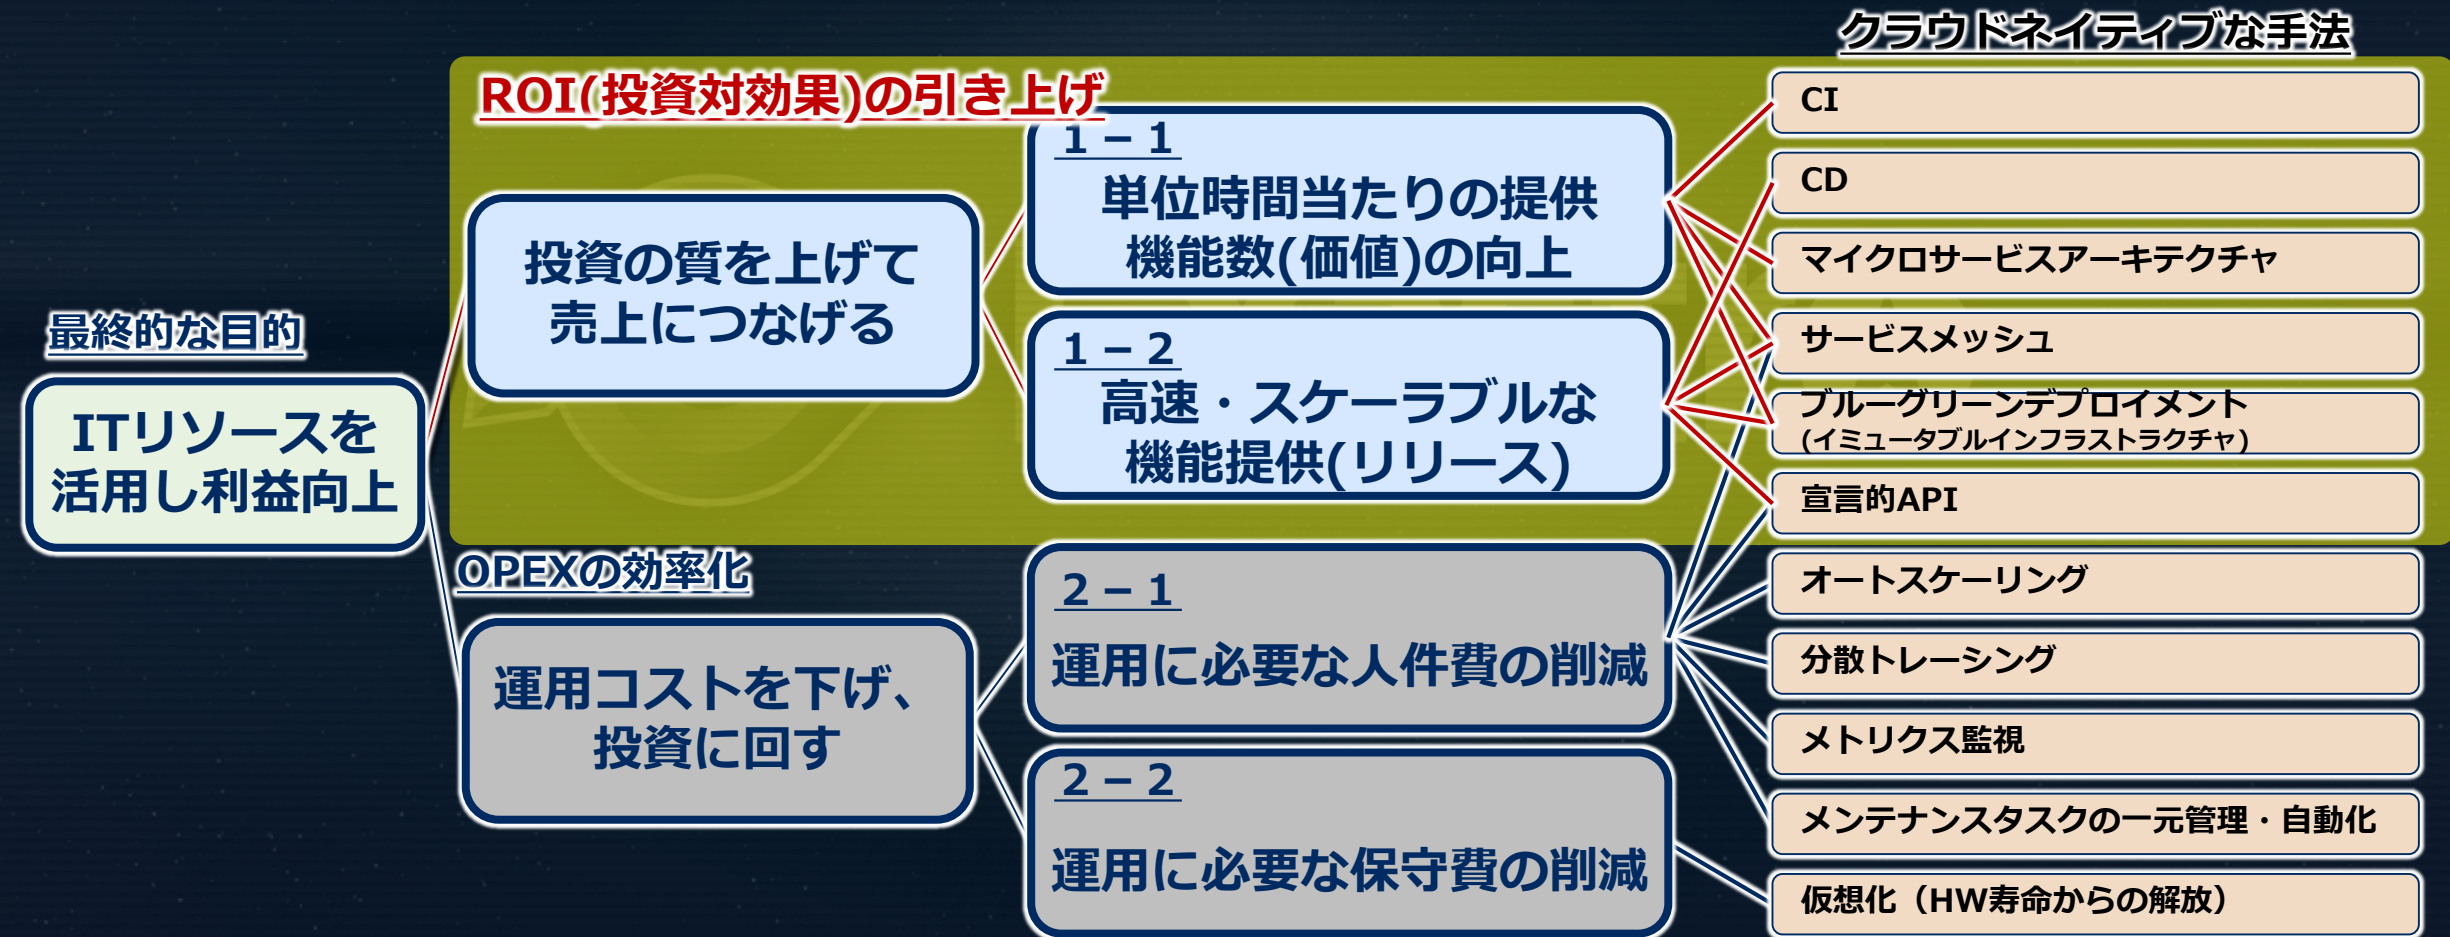 クラウドネイティブな手法
ROI(投資対効果)の引き上げ
最終的な目的
ITリソースを
活用し利益向上
投資の質を上げて
売上につなげる
1－1
単位時間当たりの提供
機能数(価値)の向上
1－2
高速・スケーラブルな
機能提供(リリース)
OPEXの効率化
運用コストを下げ、
投資に回す
2－1
運用に必要な人件費の削減
2－2
運用に必要な保守費の削減
CI
CD
マイクロサービスアーキテクチャ
サービスメッシュ
ブルーグリーンデプロイメント
(イミュータブルインフラストラクチャ)
宣言的API
オートスケーリング
分散トレーシング
メトリクス監視
メンテナンスタスクの一元管理・自動化
仮想化（HW寿命からの解放）